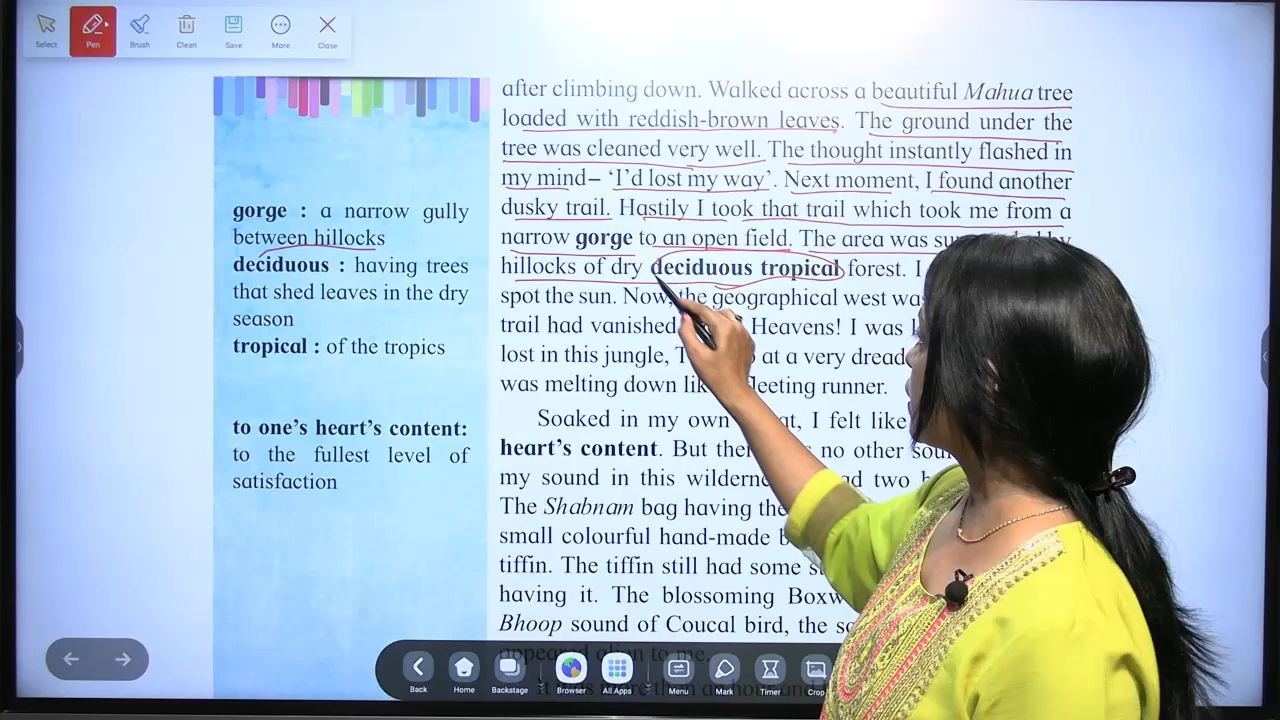 Select Pen Brush Clean Save More Close
after climbing down. Walked across a beautiful Mahua tree
loaded with reddish-brown leaves. The ground under the
tree was cleaned very well. The thought instantly flashed in
my mind– ‘I’d lost my way’. Next moment, I found another
dusky trail. Hastily I took that trail which took me from a
narrow gorge to an open field. The area was by
hillocks of dry deciduous tropical forest. I
spot the sun. Now, the geographical west was
trail had vanished Heavens! I was
lost in this jungle, at a very
was melting down fleeting runner.
Soaked in my own I felt like
heart’s content. But no other
my sound in this two
The Shabnam bag having the
small colourful hand-made
tiffin. The tiffin still had some
having it. The blossoming
Bhoop sound of Coucal bird, the
appeared to me.
gorge : a narrow gully
between hillocks
deciduous : having trees
that shed leaves in the dry
season
tropical : of the tropics
to one’s heart’s content:
to the fullest level of
satisfaction
Back Home Backstage Browser All Apps Menu Mark Timer Crop